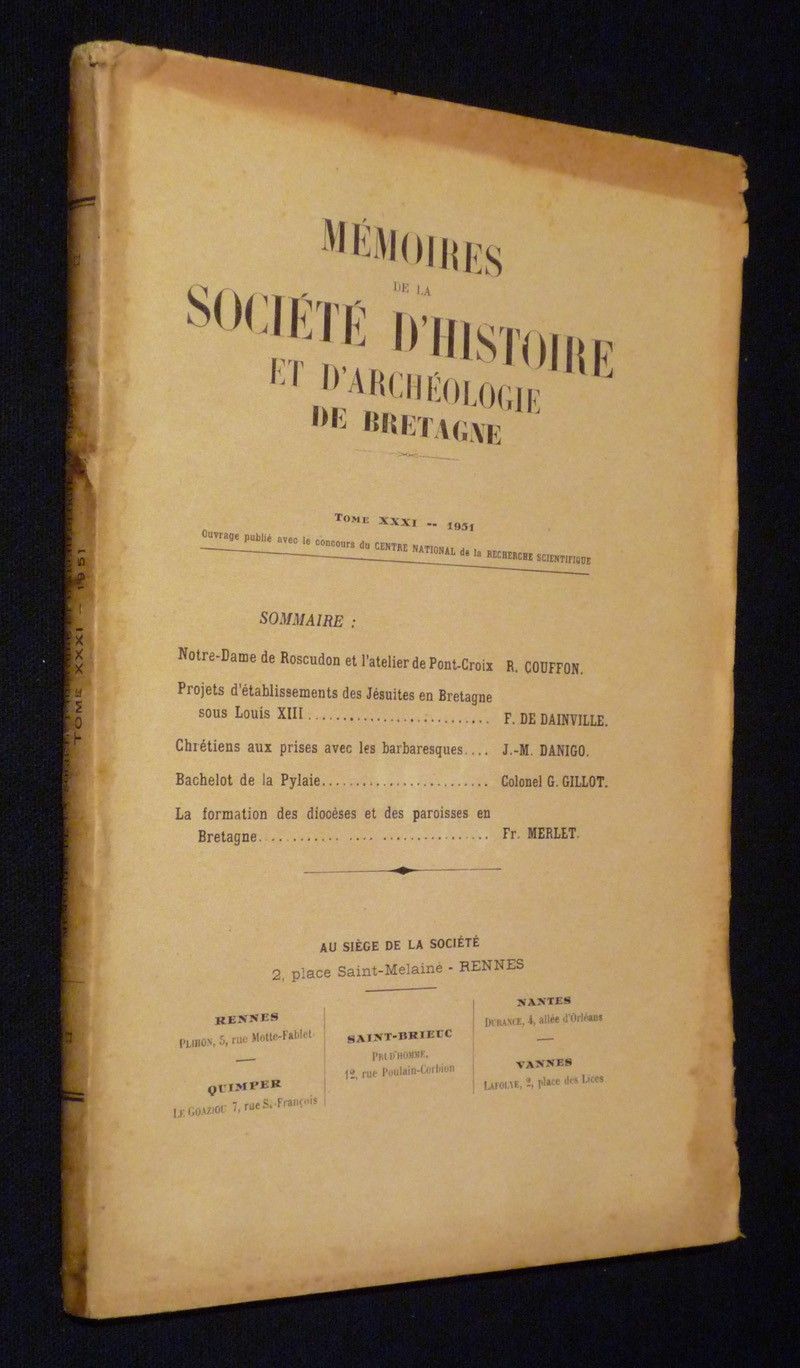 MÉMOIRES
DE LA
SOCIÉTÉ D'HISTOIRE
ET D'ARCHÉOLOGIE
DE BRETAGNE
TOME XXXI -- 1951
Ouvrage publié avec le concours du CENTRE NATIONAL de la RECHERCHE SCIENTIFIQUE
SOMMAIRE :
Notre-Dame de Roscudon et l'atelier de Pont-Croix R. COUFFON.
Projets d'établissements des Jésuites en Bretagne
sous Louis XIII........................... F. DE DAINVILLE.
Chrétiens aux prises avec les barbaresques.... J.-M. DANIGO.
Bachelot de la Pylaie......................... Colonel G. GILLOT.
La formation des diocèses et des paroisses en
Bretagne............ .... ................ Fr. MERLET.
AU SIÈGE DE LA SOCIÉTÉ
2, place Saint-Melaine - RENNES
RENNES
PLIHON, 5, rue Motte-Fablet
QUIMPER
LE GOAZIOU 7, rue S.-François
SAINT-BRIEUC
PRUD'HOMME,
12, rue Poulain-Corbion
NANTES
DURANCE, 4, allée d'Orléans
VANNES
LAFOLYE, 2, place des Lices
TOME XXXI - 1951